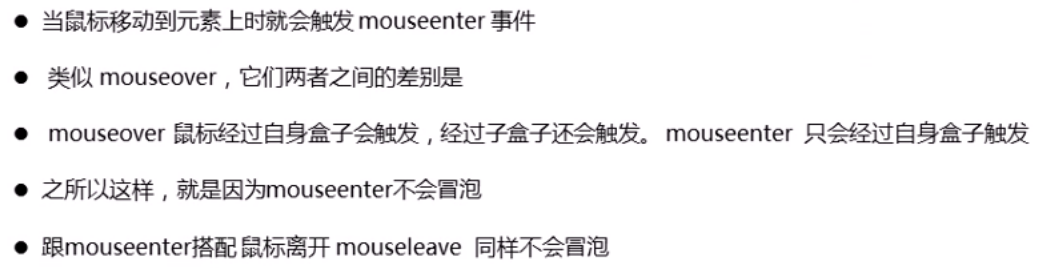 ● 当鼠标移动到元素上时就会触发 mouseenter 事件
● 类似 mouseover，它们两者之间的差别是
● mouseover 鼠标经过自身盒子会触发，经过子盒子还会触发。 mouseenter 只会经过自身盒子触发
● 之所以这样，就是因为mouseenter不会冒泡
● 跟mouseenter搭配 鼠标离开 mouseleave 同样不会冒泡